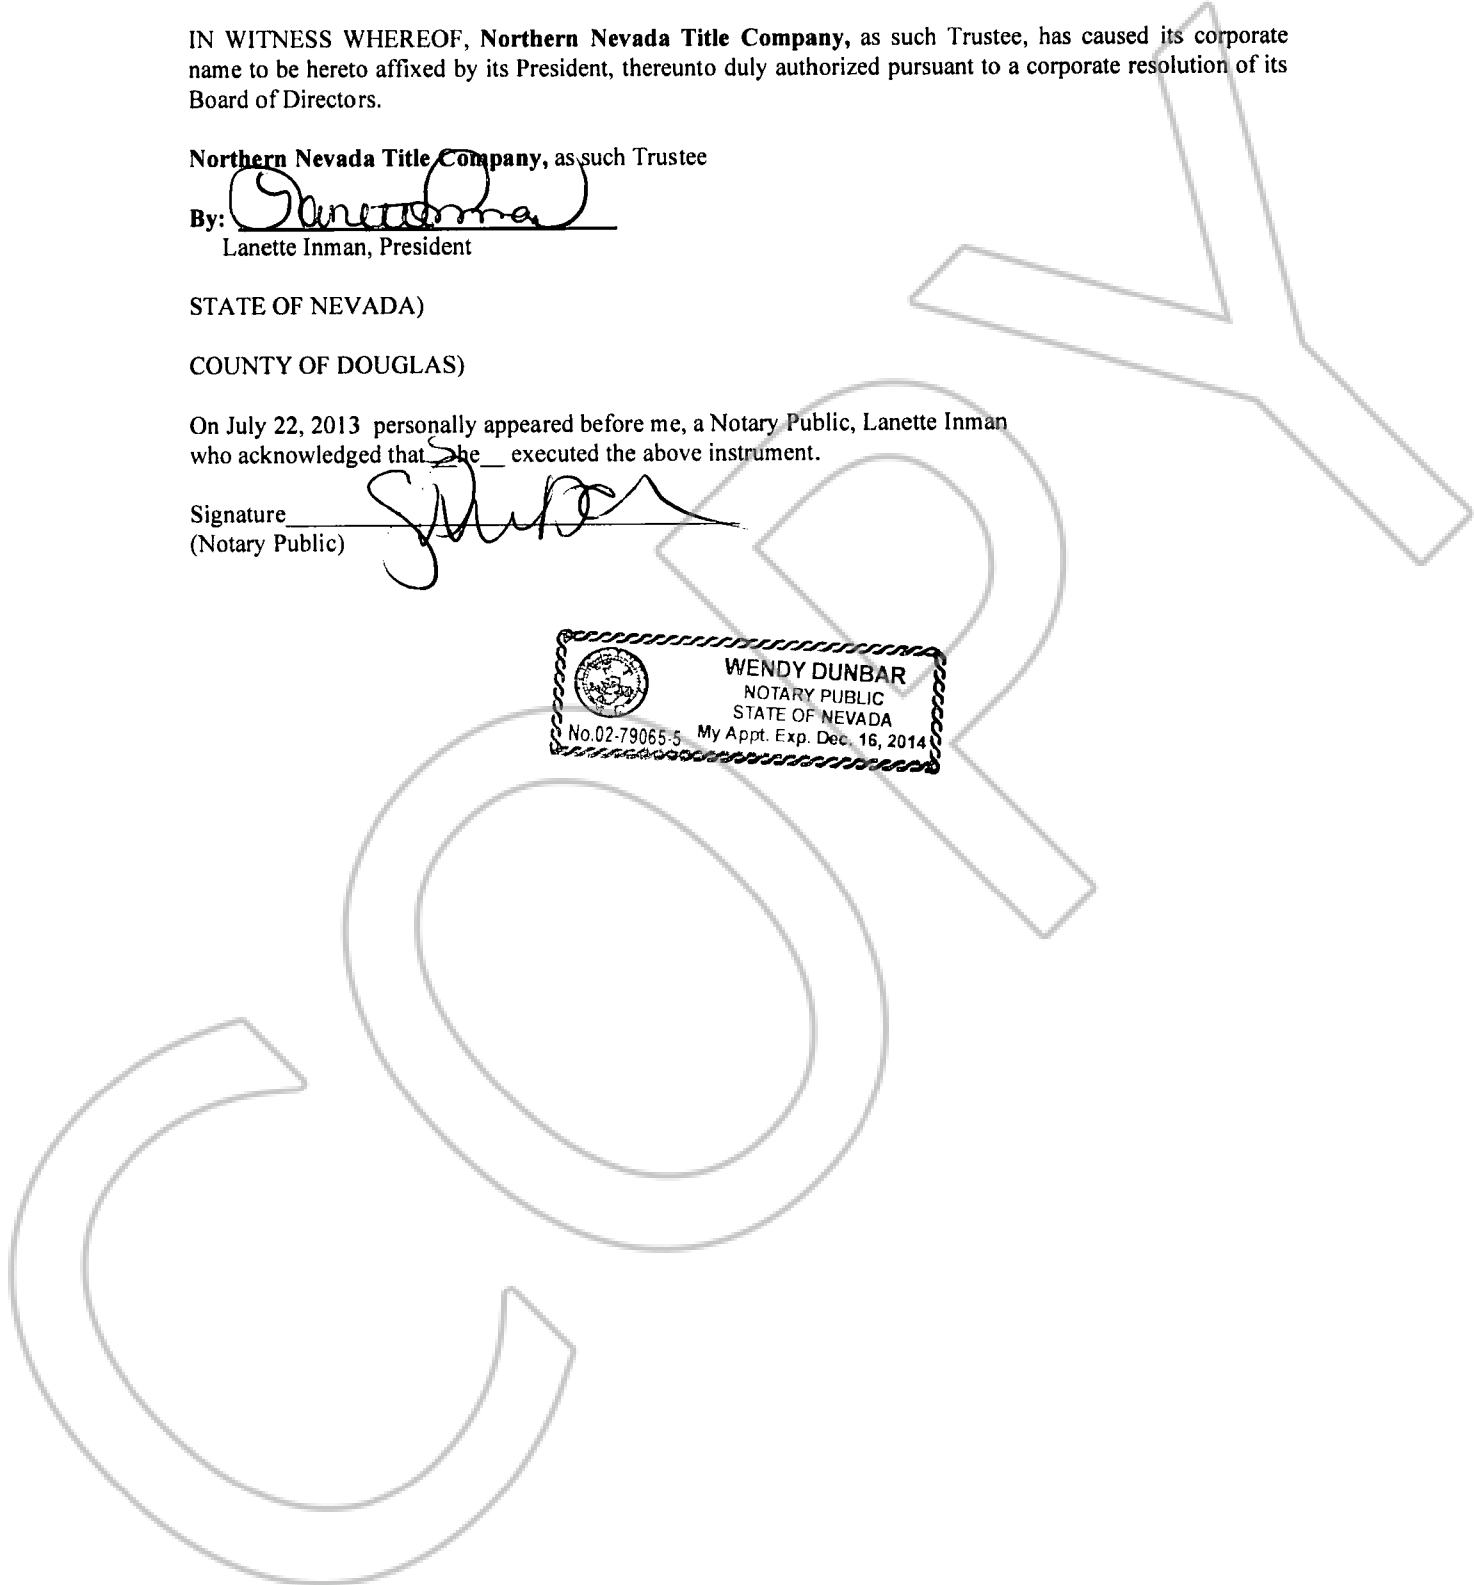 IN WITNESS WHEREOF, Northern Nevada Title Company, as such Trustee, has caused its corporate
name to be hereto affixed by its President, thereunto duly authorized pursuant to a corporate resolution of its
Board of Directors.
Northern Nevada Title Company, as such Trustee
By: Lanette Inman
Lanette Inman, President
STATE OF NEVADA)
COUNTY OF DOUGLAS)
On July 22, 2013 personally appeared before me, a Notary Public, Lanette Inman
who acknowledged that She__ executed the above instrument.
Signature
(Notary Public)
WENDY DUNBAR
NOTARY PUBLIC
STATE OF NEVADA
No.02-79065-5 My Appt. Exp. Dec. 16, 2014
COPY